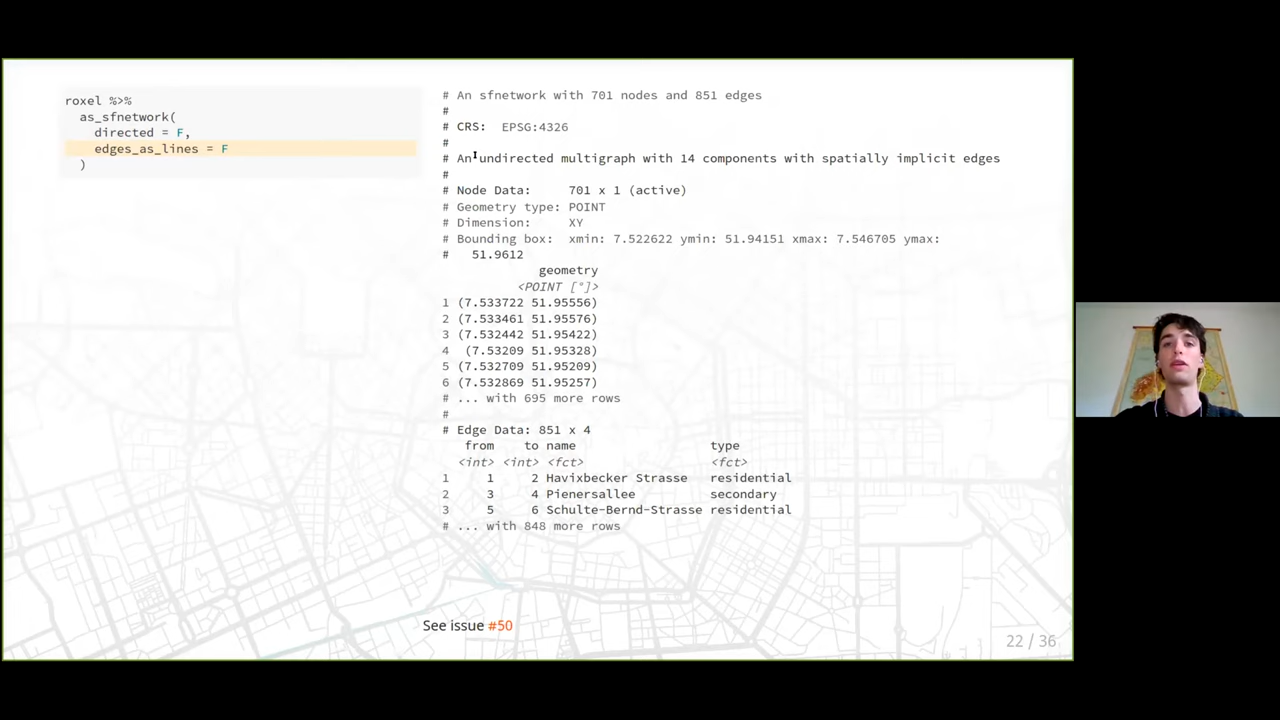 roxel %>%
as_sfnetwork(
directed = F,
edges_as_lines = F
)
# An sfnetwork with 701 nodes and 851 edges
#
# CRS: EPSG:4326
#
# An undirected multigraph with 14 components with spatially implicit edges
#
# Node Data: 701 x 1 (active)
# Geometry type: POINT
# Dimension: XY
# Bounding box: xmin: 7.522622 ymin: 51.94151 xmax: 7.546705 ymax:
# 51.9612
geometry
<POINT [°]>
1 (7.533722 51.95556)
2 (7.533461 51.95576)
3 (7.532442 51.95422)
4 (7.53209 51.95328)
5 (7.532709 51.95209)
6 (7.532869 51.95257)
# ... with 695 more rows
#
# Edge Data: 851 x 4
from to name type
<int> <int> <fct> <fct>
1 1 2 Havixbecker Strasse residential
2 3 4 Pienersallee secondary
3 5 6 Schulte-Bernd-Strasse residential
# ... with 848 more rows
See issue #50
22 / 36